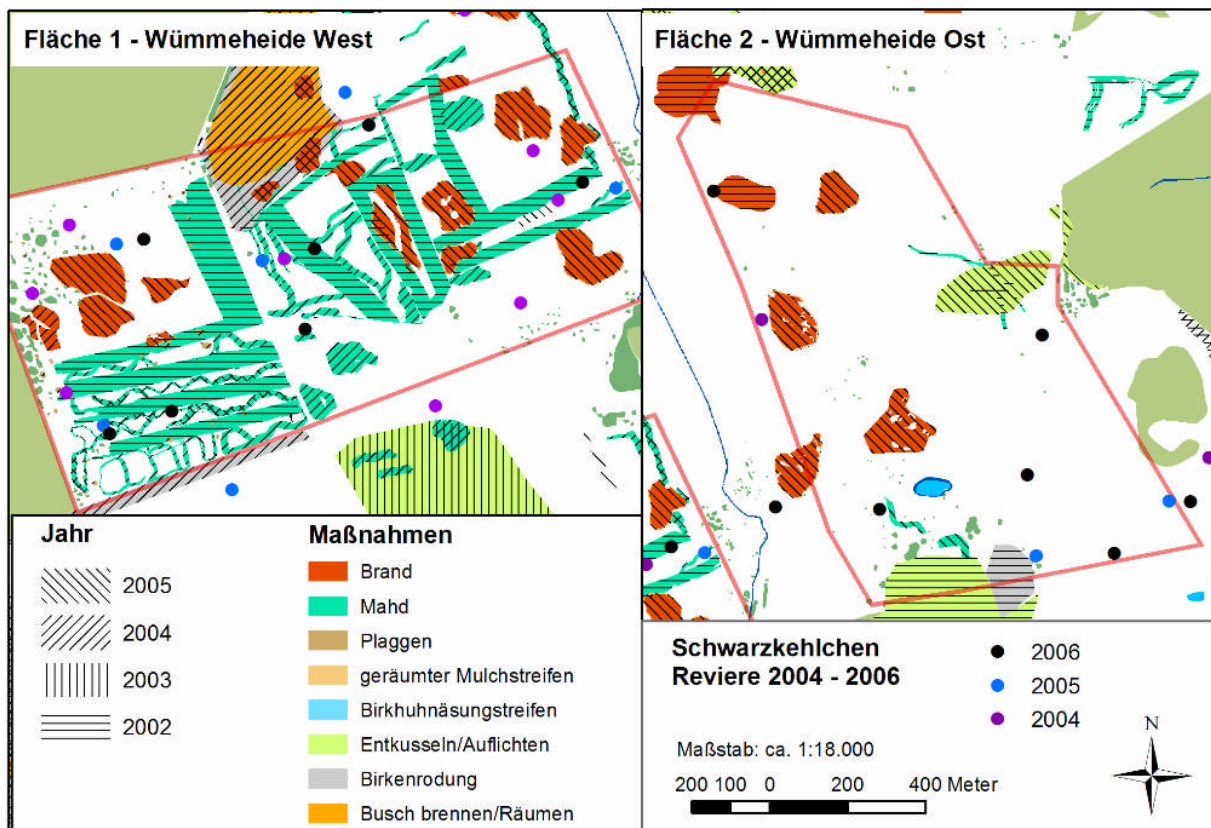 Fläche 1 - Wümmeheide West
Fläche 2 - Wümmeheide Ost
Jahr
2005
2004
2003
2002
Maßnahmen
Brand
Mahd
Plaggen
geräumter Mulchstreifen
Birkhuhnäsungstreifen
Entkusseln/Auflichten
Birkenrodung
Busch brennen/Räumen
Schwarzkehlchen
Reviere 2004 - 2006
2006
2005
2004
Maßstab: ca. 1:18.000
200 100 0 200 400 Meter
N